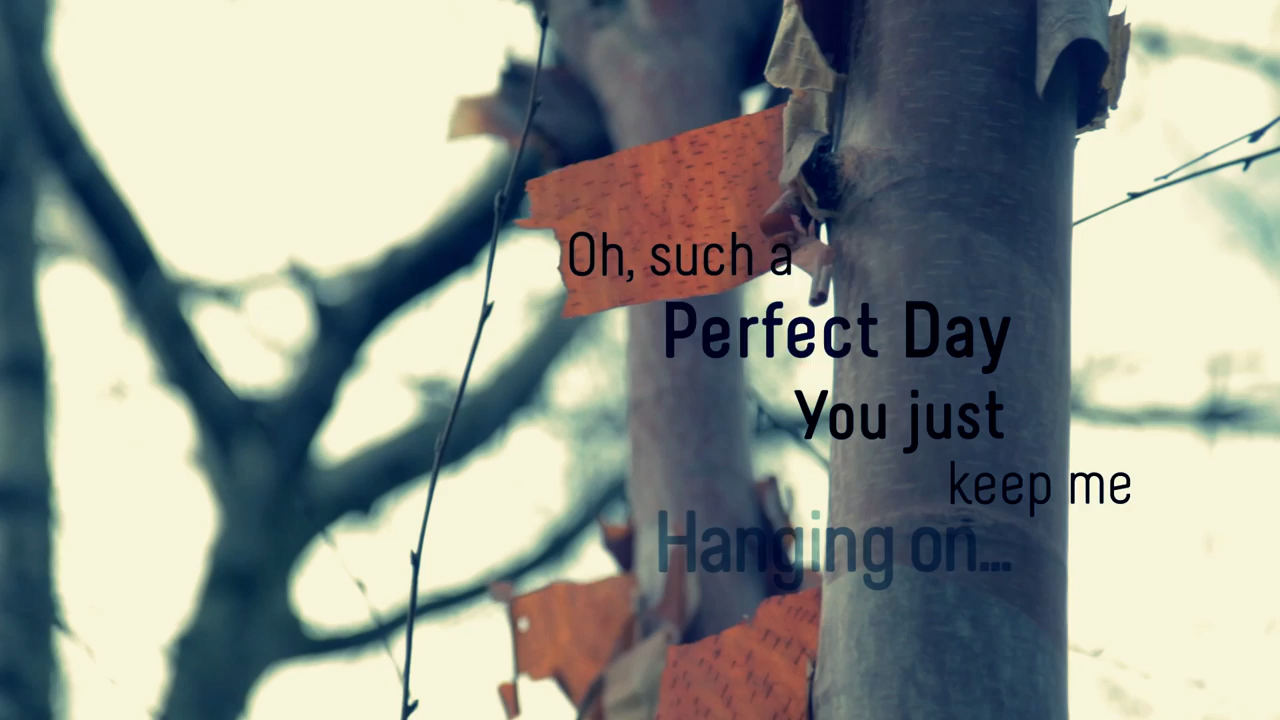 Oh, such a
Perfect Day
You just
keep me
Hanging on...